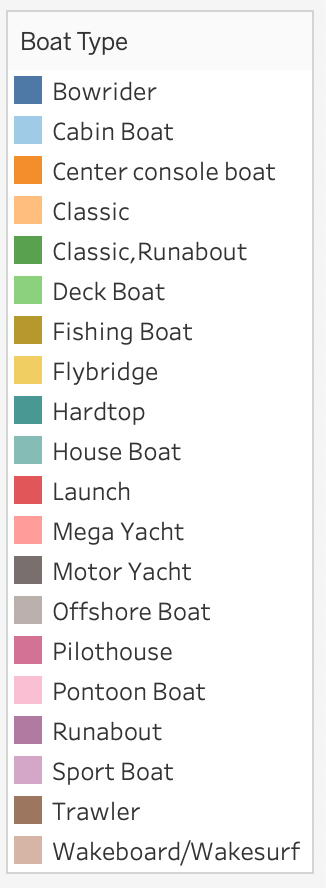 Boat Type
Bowrider
Cabin Boat
Center console boat
Classic
Classic,Runabout
Deck Boat
Fishing Boat
Flybridge
Hardtop
House Boat
Launch
Mega Yacht
Motor Yacht
Offshore Boat
Pilothouse
Pontoon Boat
Runabout
Sport Boat
Trawler
Wakeboard/Wakesurf